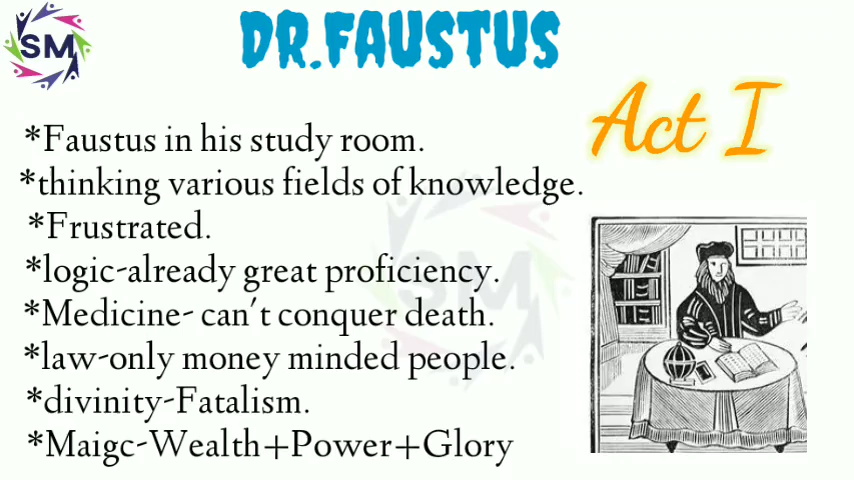 SM
DR.FAUSTUS
Act I
*Faustus in his study room.
*thinking various fields of knowledge.
*Frustrated.
*logic-already great proficiency.
*Medicine- can't conquer death.
*law-only money minded people.
*divinity-Fatalism.
*Maigc-Wealth+Power+Glory
SM